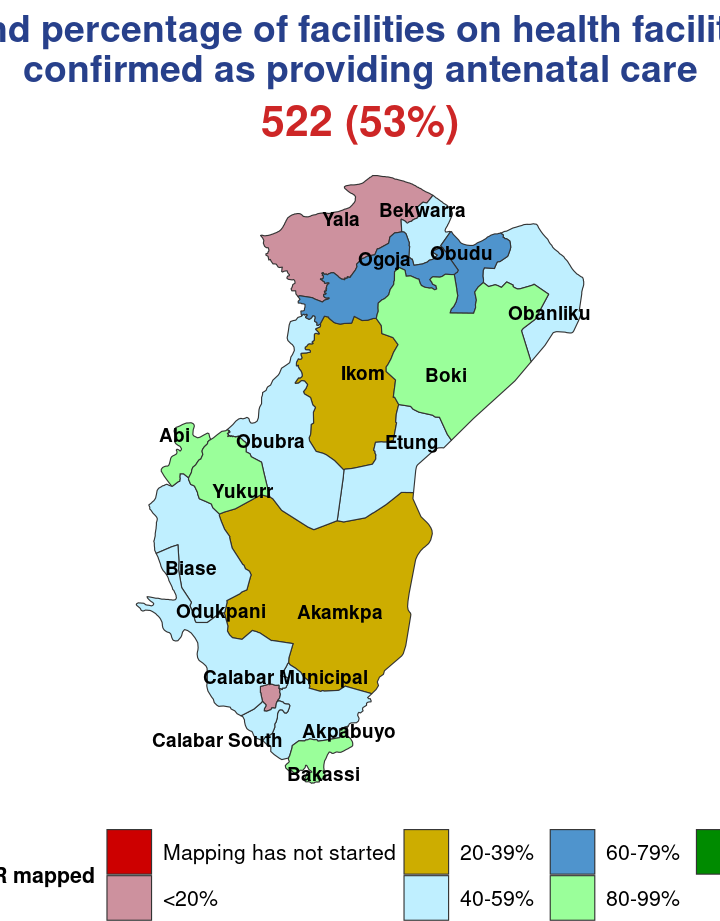 nd percentage of facilities on health facilit
confirmed as providing antenatal care
522 (53%)
Yala
Bekwarra
Ogoja
Obudu
Obanliku
Ikom
Boki
Abi
Obubra
Etung
Yukurr
Biase
Odukpani
Akamkpa
Calabar Municipal
Calabar South
Akpabuyo
Bakassi
R mapped
Mapping has not started
20-39%
60-79%
<20%
40-59%
80-99%